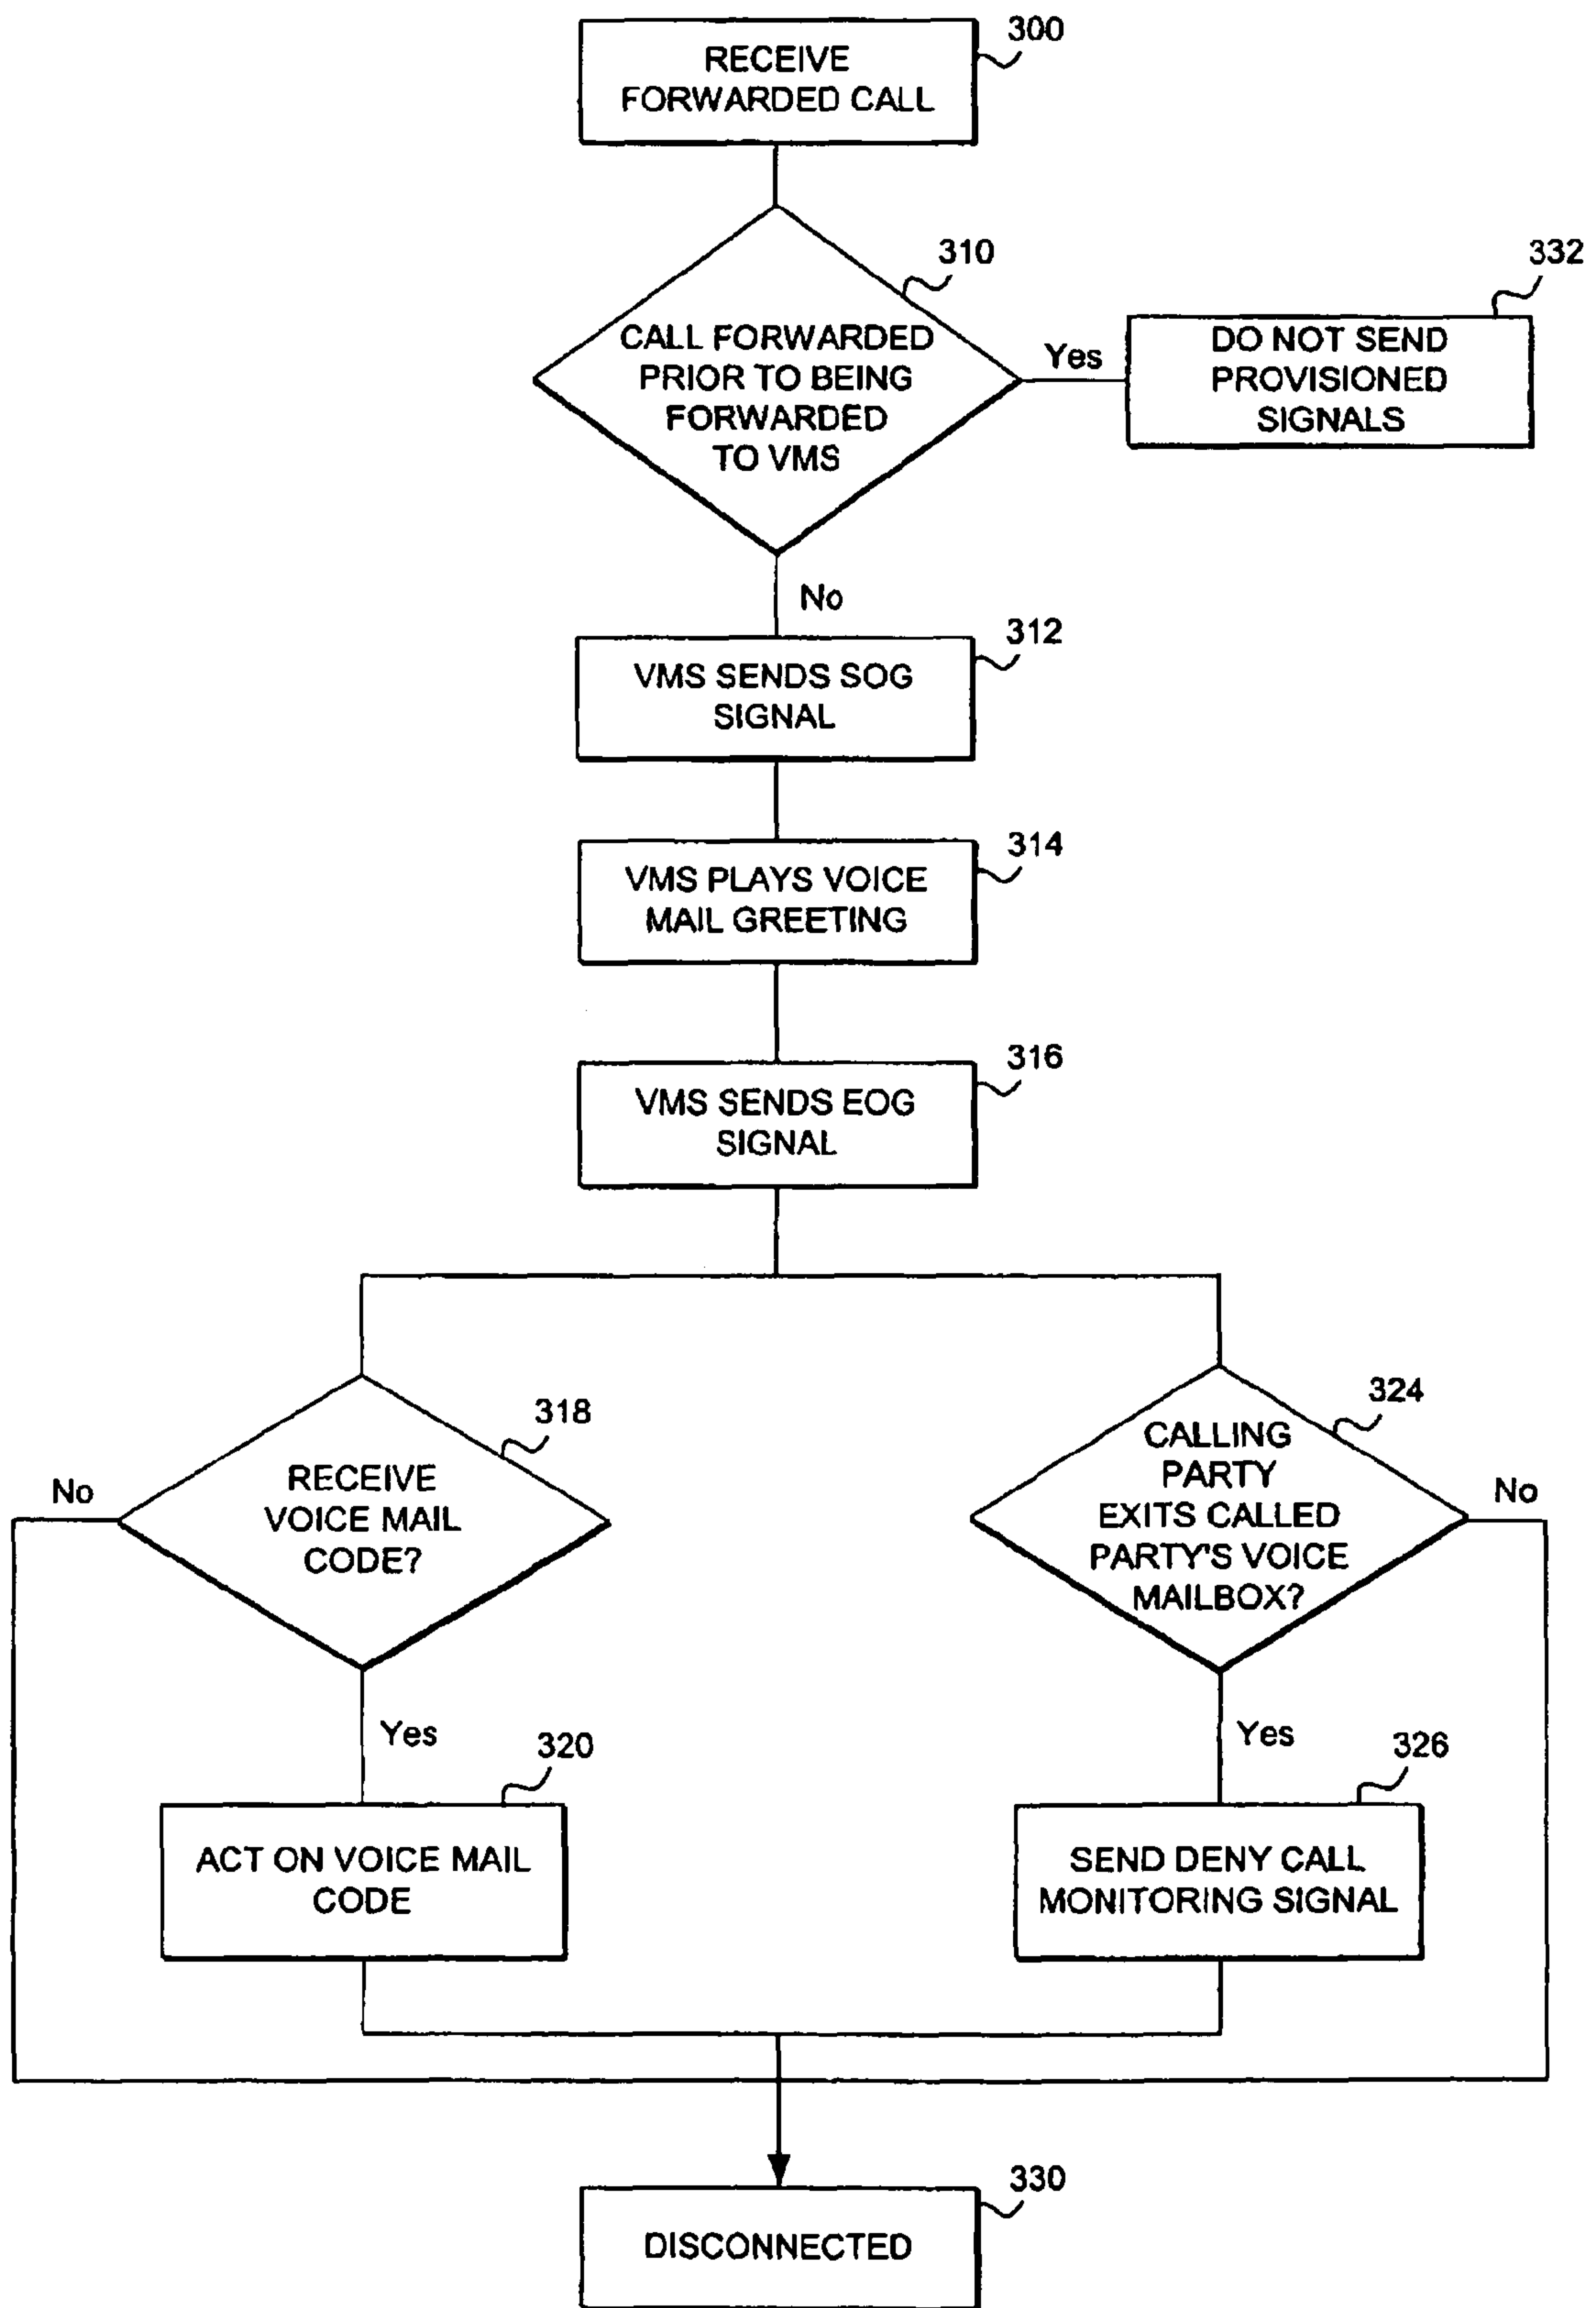 300
RECEIVE
FORWARDED CALL
310
332
CALL FORWARDED
PRIOR TO BEING
FORWARDED
TO VMS
Yes
DO NOT SEND
PROVISIONED
SIGNALS
No
312
VMS SENDS SOG
SIGNAL
314
VMS PLAYS VOICE
MAIL GREETING
316
VMS SENDS EOG
SIGNAL
318
No
RECEIVE
VOICE MAIL
CODE?
324
CALLING
PARTY
EXITS CALLED
PARTY'S VOICE
MAILBOX?
No
Yes
320
ACT ON VOICE MAIL
CODE
Yes
326
SEND DENY CALL
MONITORING SIGNAL
330
DISCONNECTED